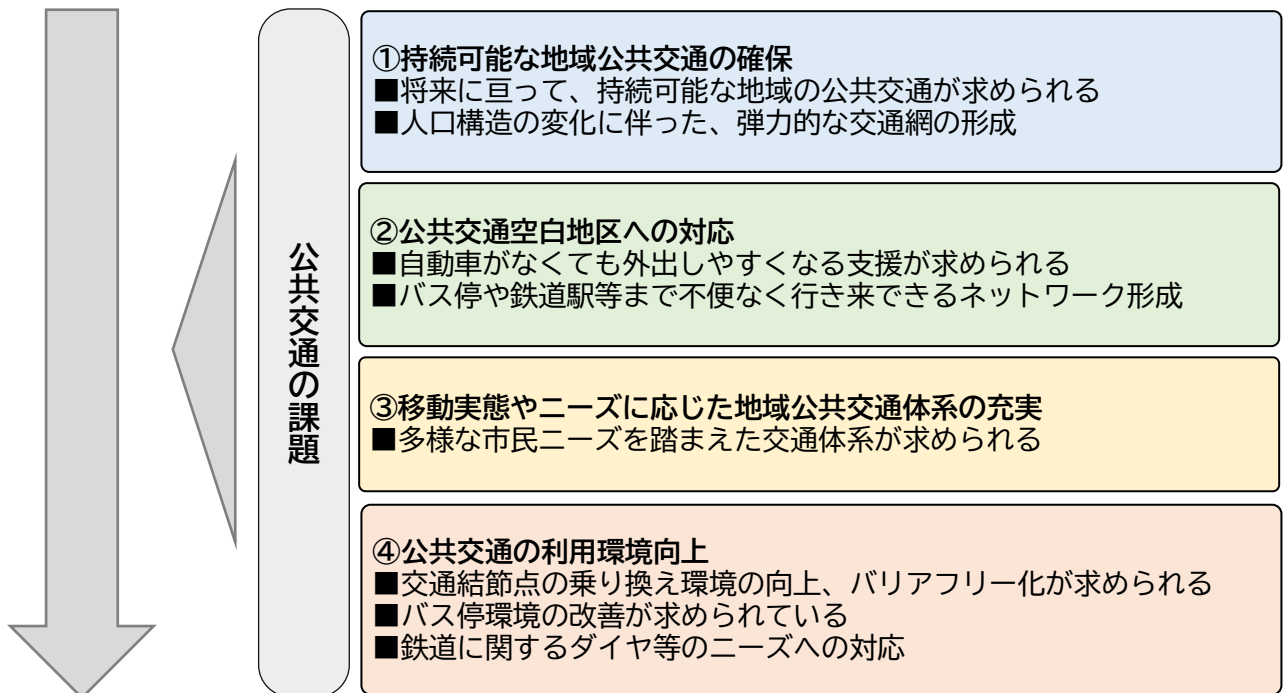 公共交通の課題
①持続可能な地域公共交通の確保
■将来に亘って、持続可能な地域の公共交通が求められる
■人口構造の変化に伴った、弾力的な交通網の形成
②公共交通空白地区への対応
■自動車がなくても外出しやすくなる支援が求められる
■バス停や鉄道駅等まで不便なく行き来できるネットワーク形成
③移動実態やニーズに応じた地域公共交通体系の充実
■多様な市民ニーズを踏まえた交通体系が求められる
④公共交通の利用環境向上
■交通結節点の乗り換え環境の向上、バリアフリー化が求められる
■バス停環境の改善が求められている
■鉄道に関するダイヤ等のニーズへの対応